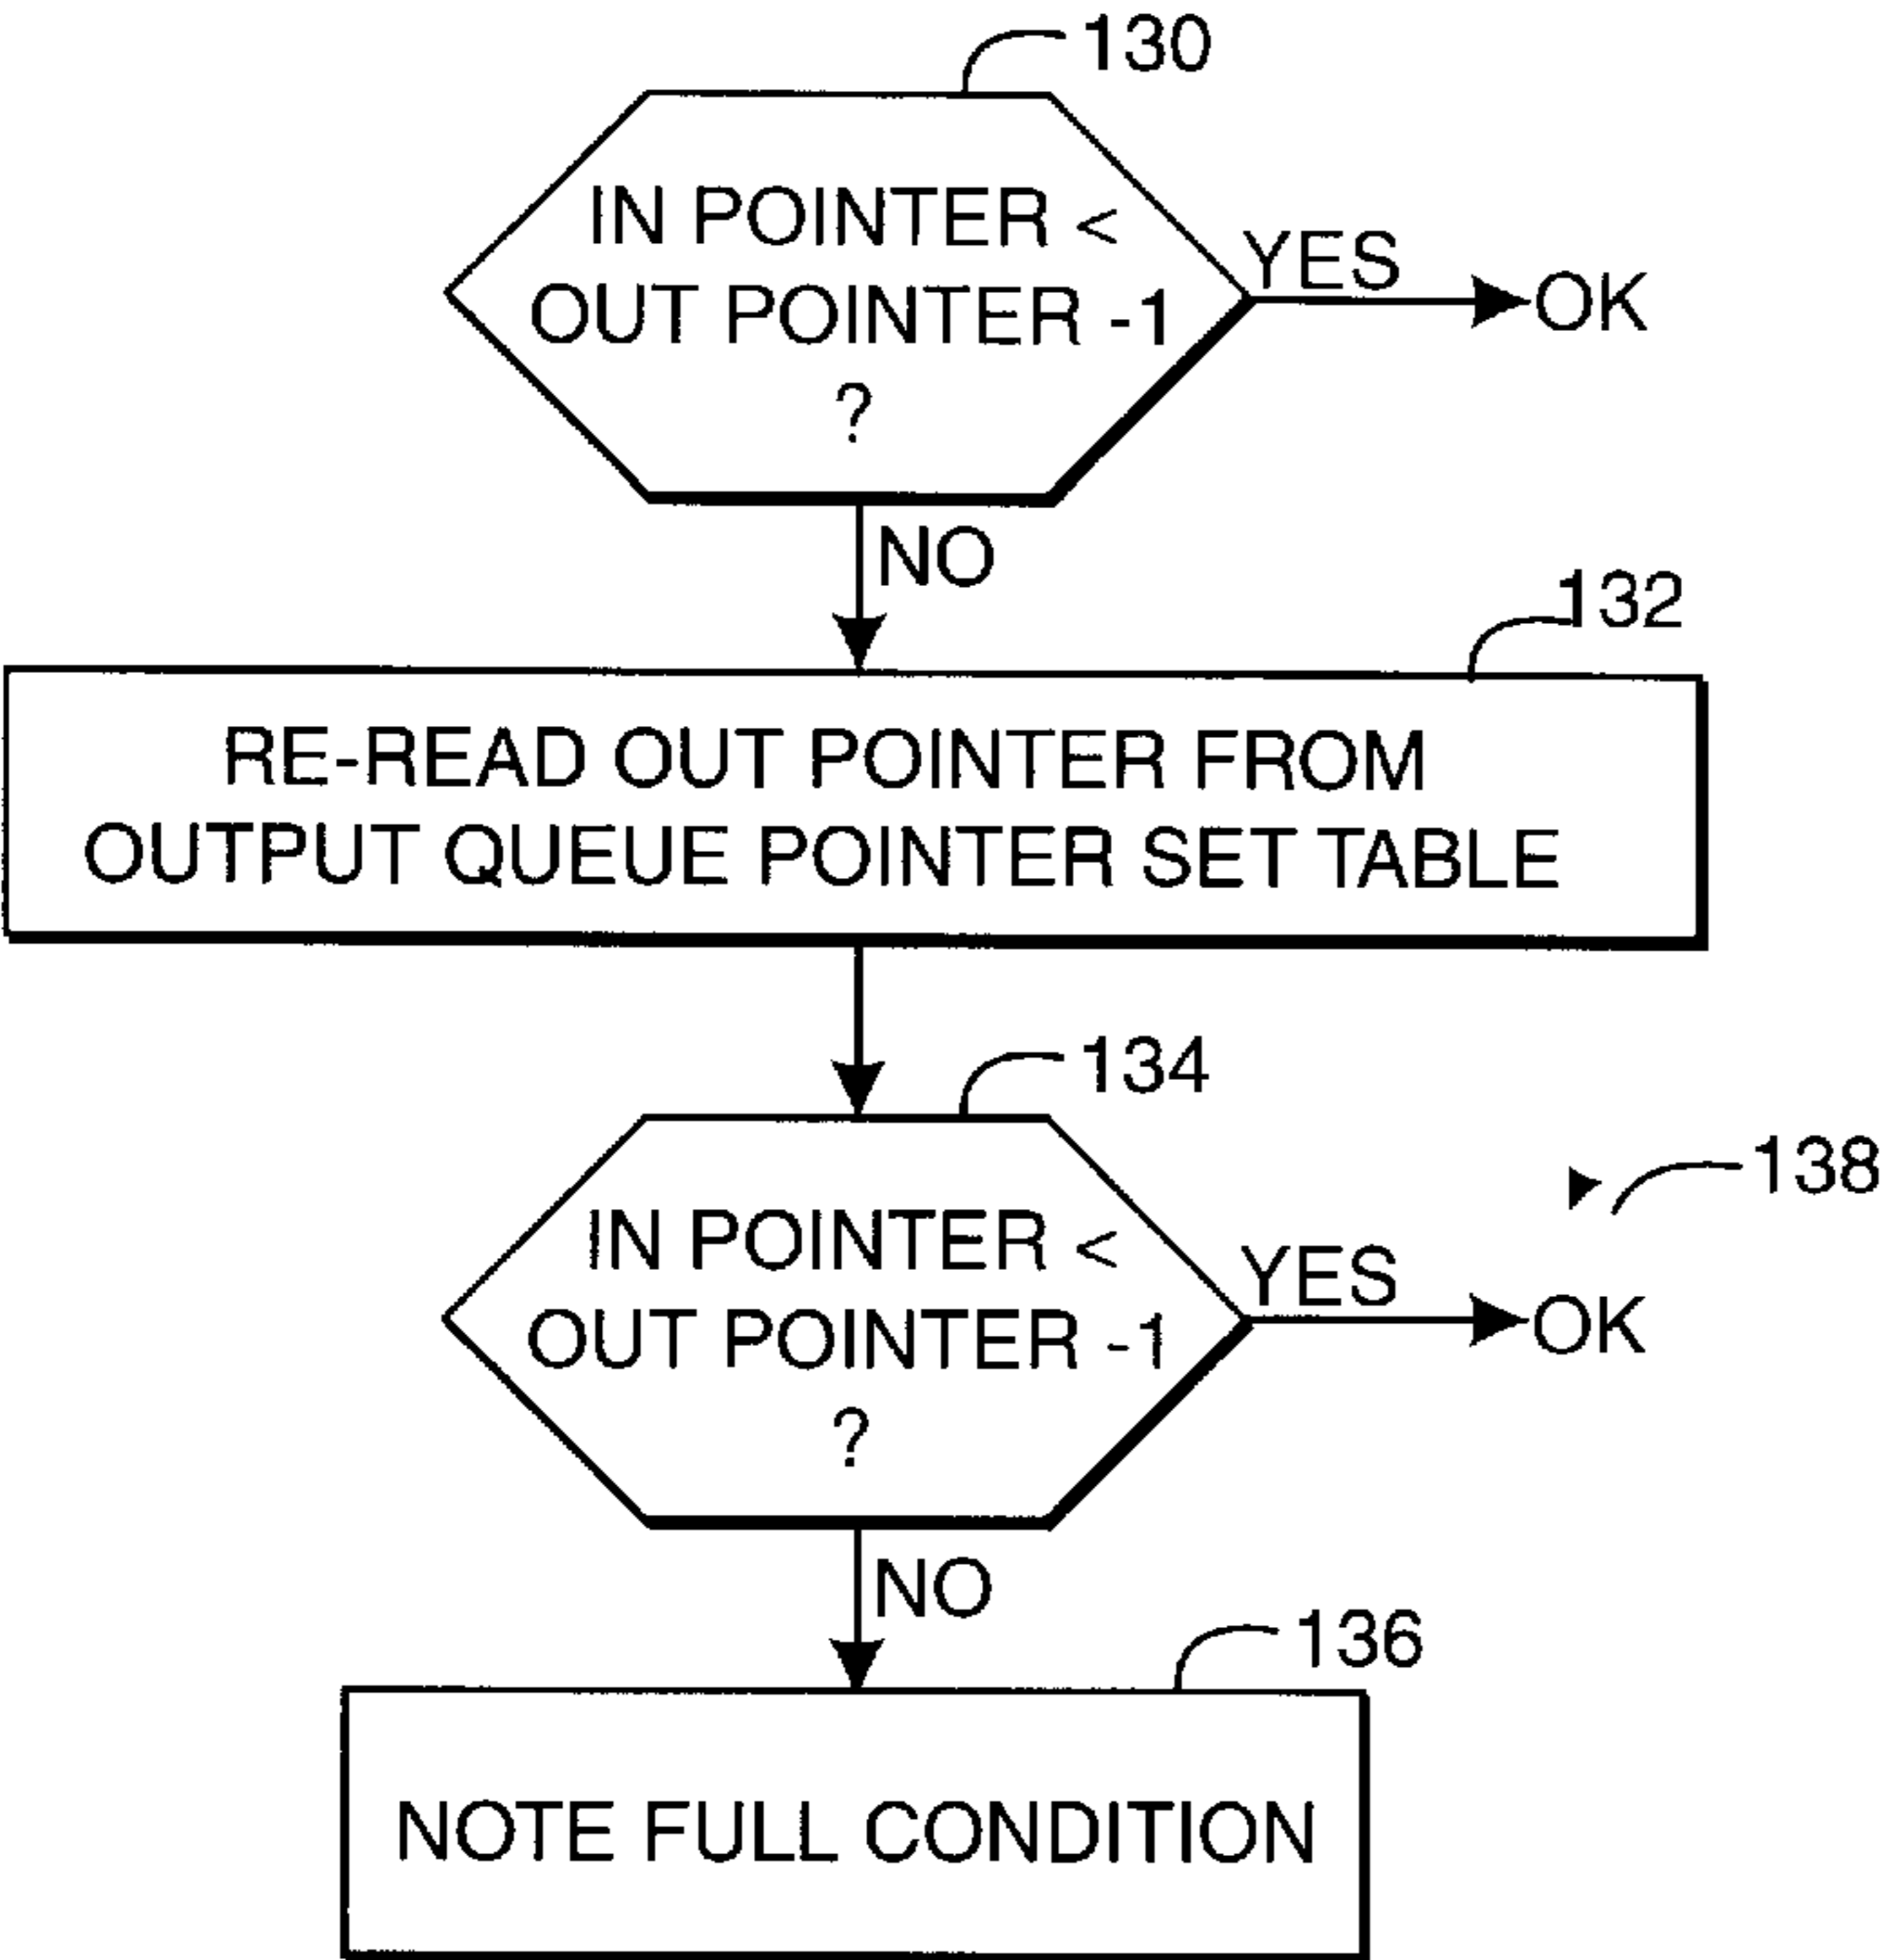 130
IN POINTER <
OUT POINTER -1
?
YES
OK
NO
132
RE-READ OUT POINTER FROM
OUTPUT QUEUE POINTER SET TABLE
134
138
IN POINTER <
OUT POINTER -1
?
YES
OK
NO
136
NOTE FULL CONDITION